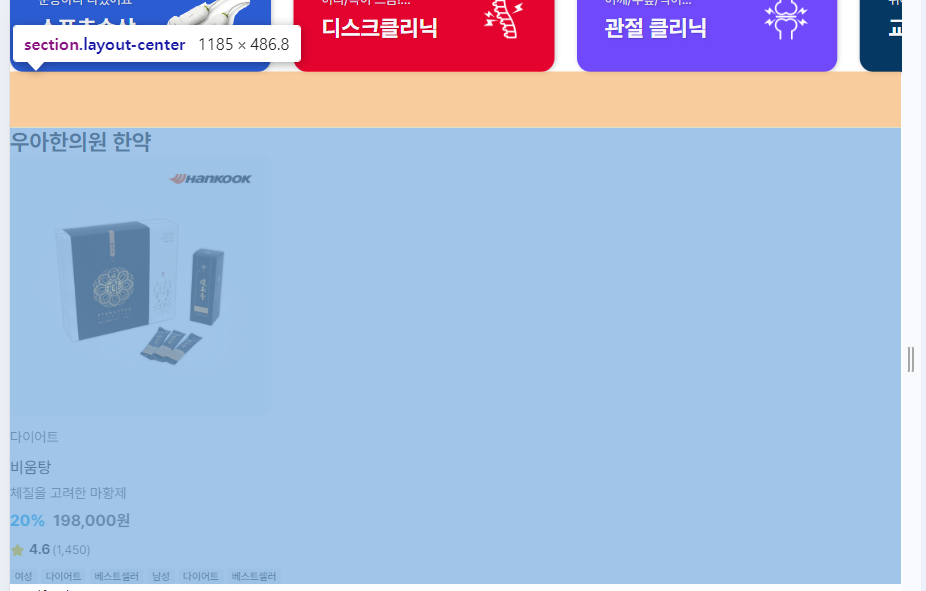 디스크클리닉
관절 클리닉
section.layout-center 1185 × 486.8
우아한의원 한약
HANKOOK
다이어트
비움탕
체질을 고려한 마황제
20% 198,000원
4.6 (1,450)
여성 다이어트 베스트셀러 남성 다이어트 베스트셀러